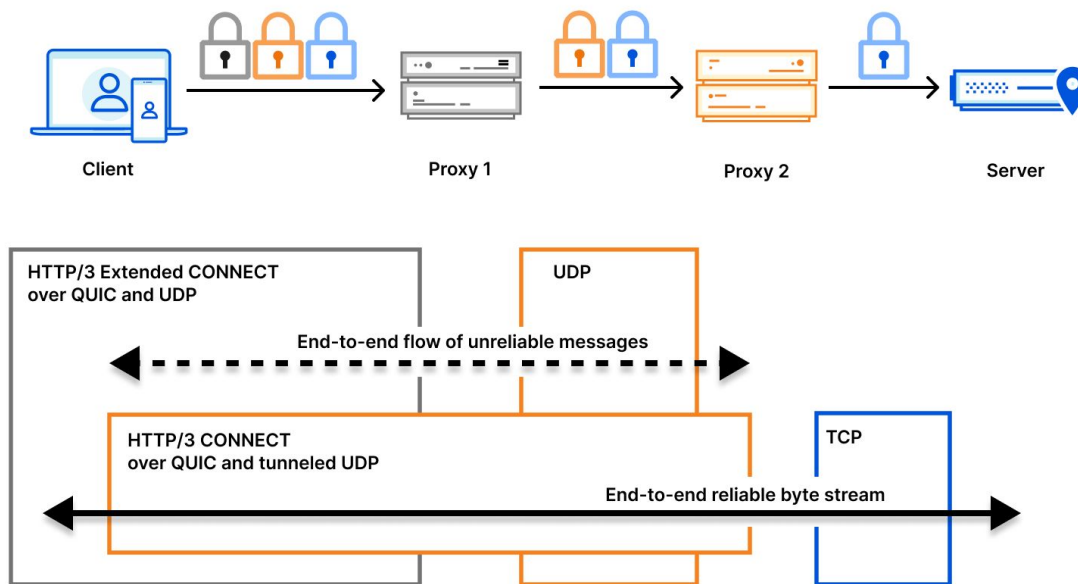 Client
Proxy 1
Proxy 2
Server
HTTP/3 Extended CONNECT
over QUIC and UDP
UDP
End-to-end flow of unreliable messages
HTTP/3 CONNECT
over QUIC and tunneled UDP
TCP
End-to-end reliable byte stream